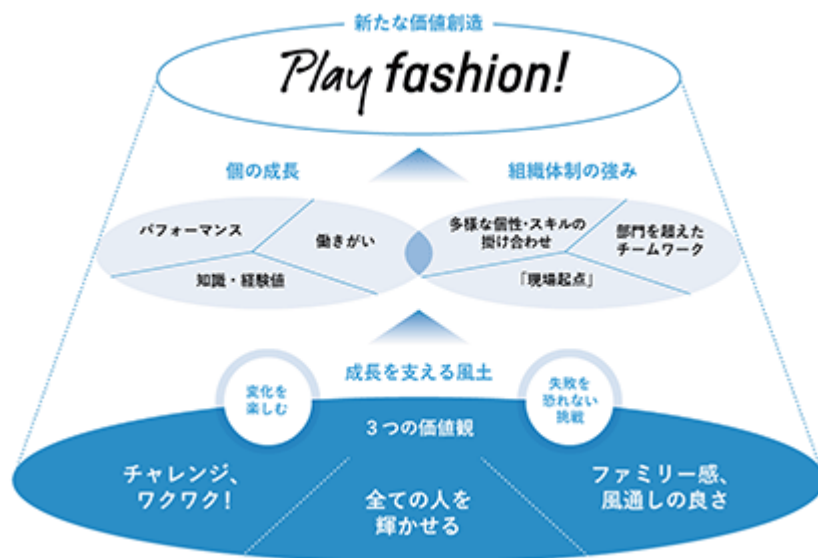 新たな価値創造
Play fashion!
個の成長
組織体制の強み
パフォーマンス
働きがい
知識・経験値
多様な個性・スキルの
掛け合わせ
部門を超えた
チームワーク
「現場起点」
成長を支える風土
変化を
楽しむ
失敗を
恐れない
挑戦
3つの価値観
チャレンジ、
ワクワク!
全ての人を
輝かせる
ファミリー感、
風通しの良さ